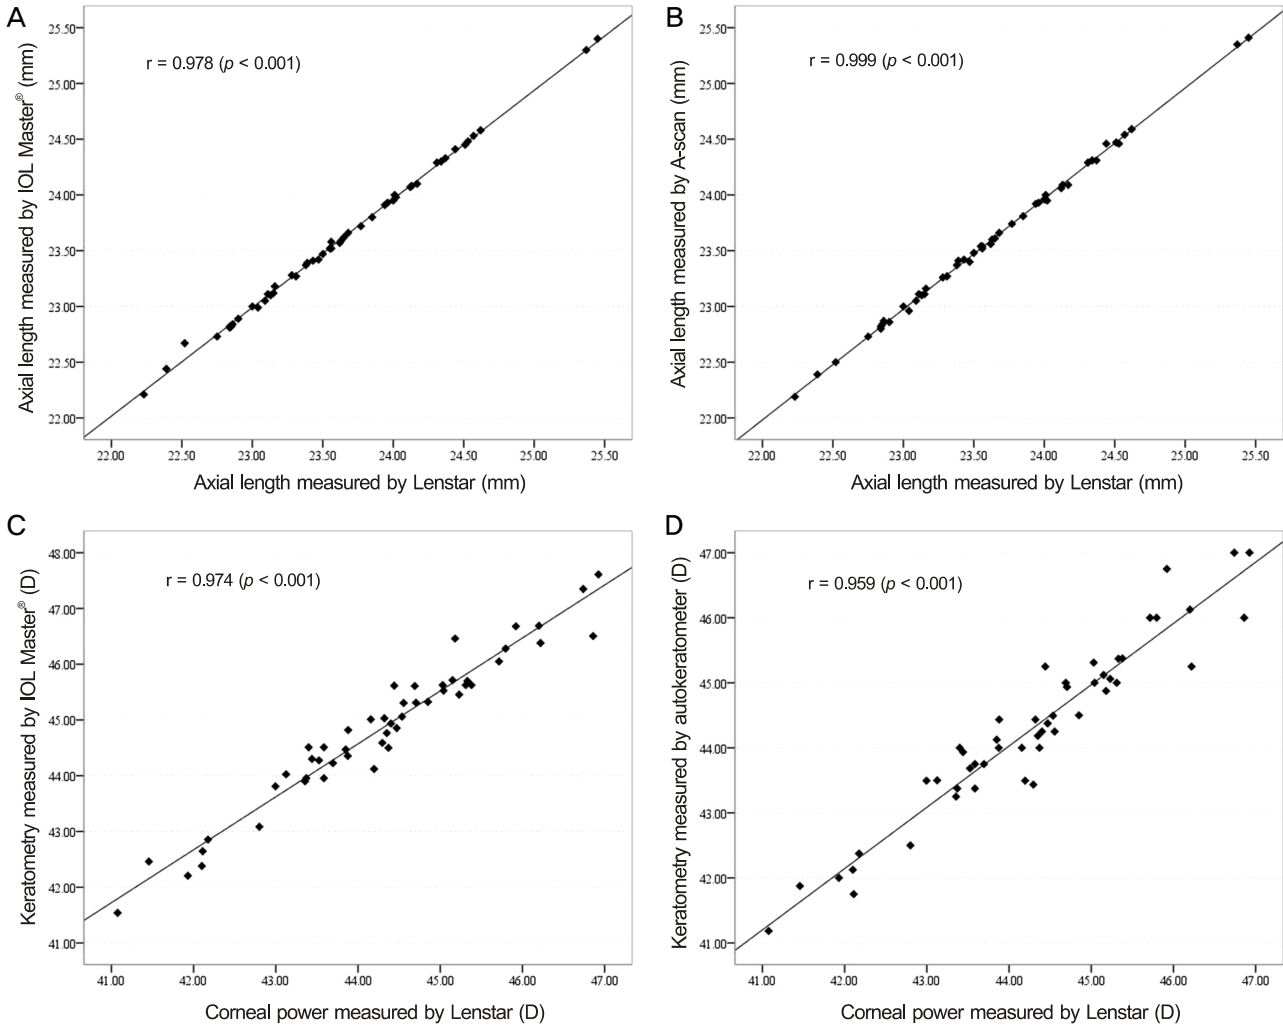 A
r = 0.978 (p < 0.001)
Axial length measured by IOL Master® (mm)
25.50
25.00
24.50
24.00
23.50
23.00
22.50
22.00
22.00 22.50 23.00 23.50 24.00 24.50 25.00 25.50
Axial length measured by Lenstar (mm)
B
r = 0.999 (p < 0.001)
Axial length measured by A-scan (mm)
25.50
25.00
24.50
24.00
23.50
23.00
22.50
22.00
22.00 22.50 23.00 23.50 24.00 24.50 25.00 25.50
Axial length measured by Lenstar (mm)
C
r = 0.974 (p < 0.001)
Keratometry measured by IOL Master® (D)
48.00
47.00
46.00
45.00
44.00
43.00
42.00
41.00
41.00 42.00 43.00 44.00 45.00 46.00 47.00
Corneal power measured by Lenstar (D)
D
r = 0.959 (p < 0.001)
Keratometry measured by autokeratometer (D)
47.00
46.00
45.00
44.00
43.00
42.00
41.00
41.00 42.00 43.00 44.00 45.00 46.00 47.00
Corneal power measured by Lenstar (D)